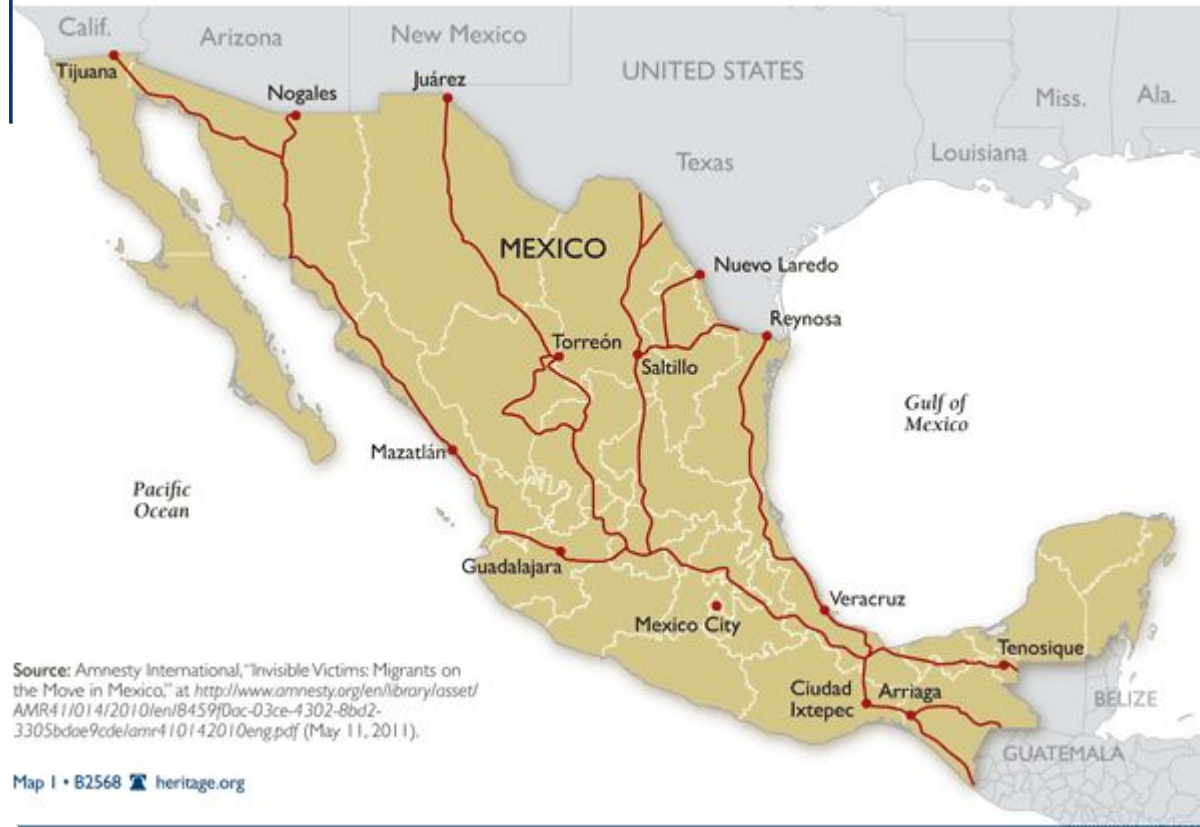 Calif.
Arizona
New Mexico
UNITED STATES
Miss.
Ala.
Tijuana
Nogales
Juárez
Texas
Louisiana
MEXICO
Nuevo Laredo
Reynosa
Torreón
Saltillo
Gulf of
Mexico
Mazatlán
Pacific
Ocean
Guadalajara
Mexico City
Veracruz
Tenosique
Ciudad
Ixtepec
Arriaga
BELIZE
GUATEMALA
Source: Amnesty International, “Invisible Victims: Migrants on
the Move in Mexico,” at http://www.amnesty.org/en/library/asset/
AMR41/014/2010/en/8459f0ac-03ce-4302-8bd2-
3305bdae9cde/amr410142010eng.pdf (May 11, 2011).
Map 1 • B2568 heritage.org